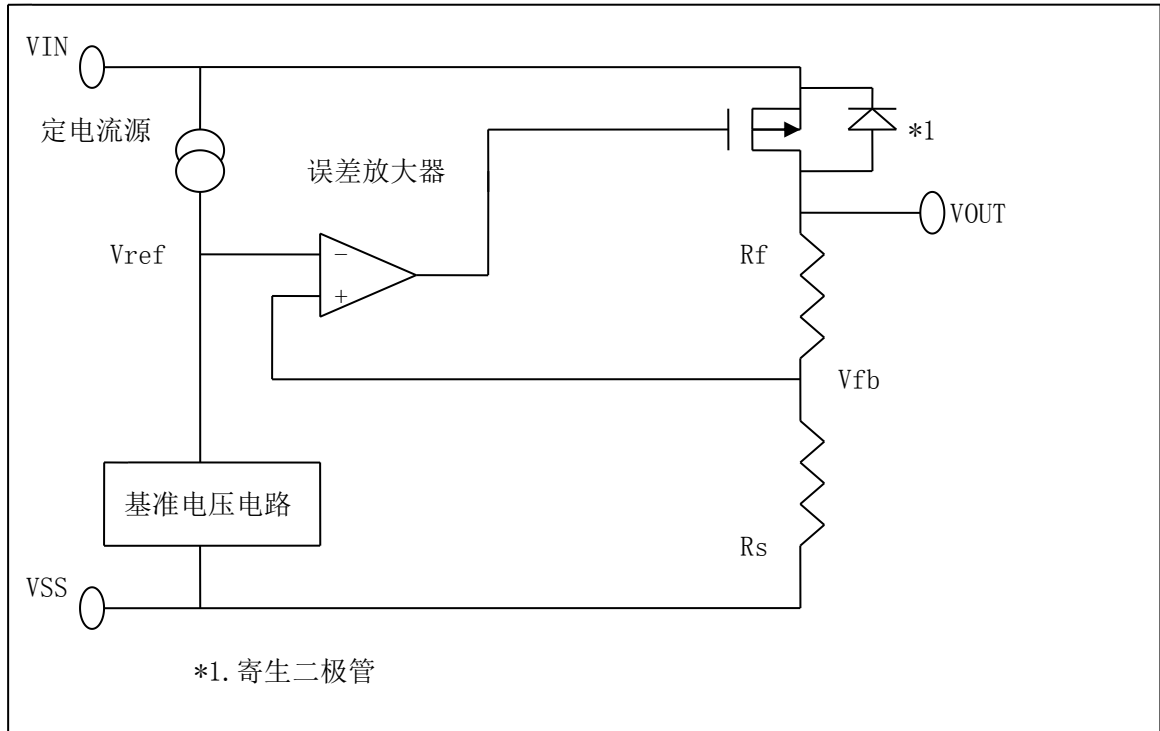 VIN
定电流源
*1
误差放大器
VOUT
Vref
Rf
-
+
Vfb
基准电压电路
Rs
VSS
*1.寄生二极管